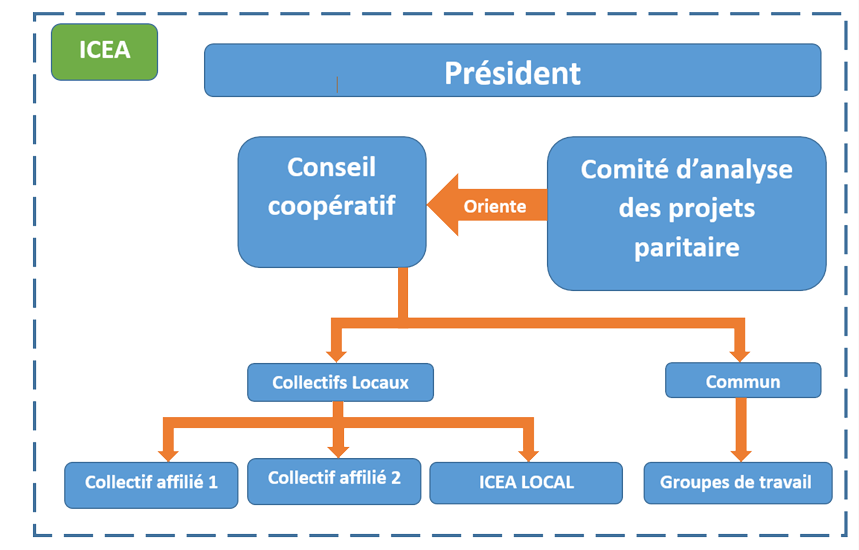 ICEA
Président
Conseil
coopératif
Oriente
Comité d'analyse
des projets
paritaire
Collectifs Locaux
Commun
Collectif affilié 1
Collectif affilié 2
ICEA LOCAL
Groupes de travail